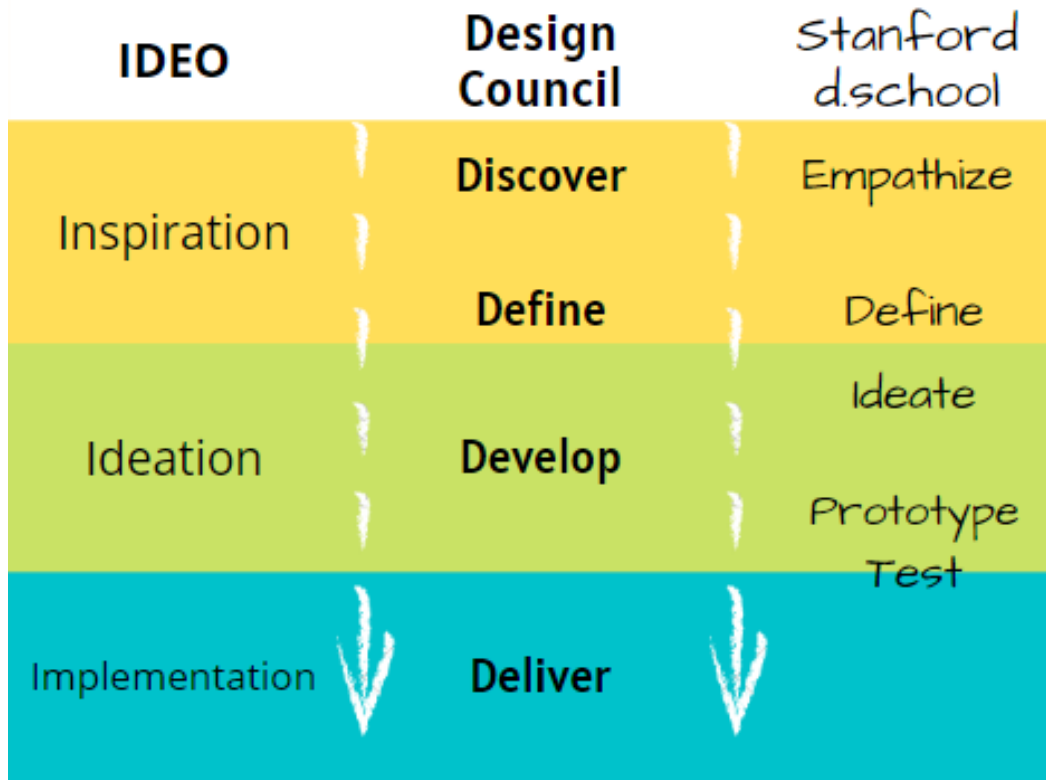 IDEO
Design
Council
Stanford
d.school
Inspiration
Discover
Empathize
Define
Define
Ideation
Develop
Ideate
Prototype
Test
Implementation
Deliver